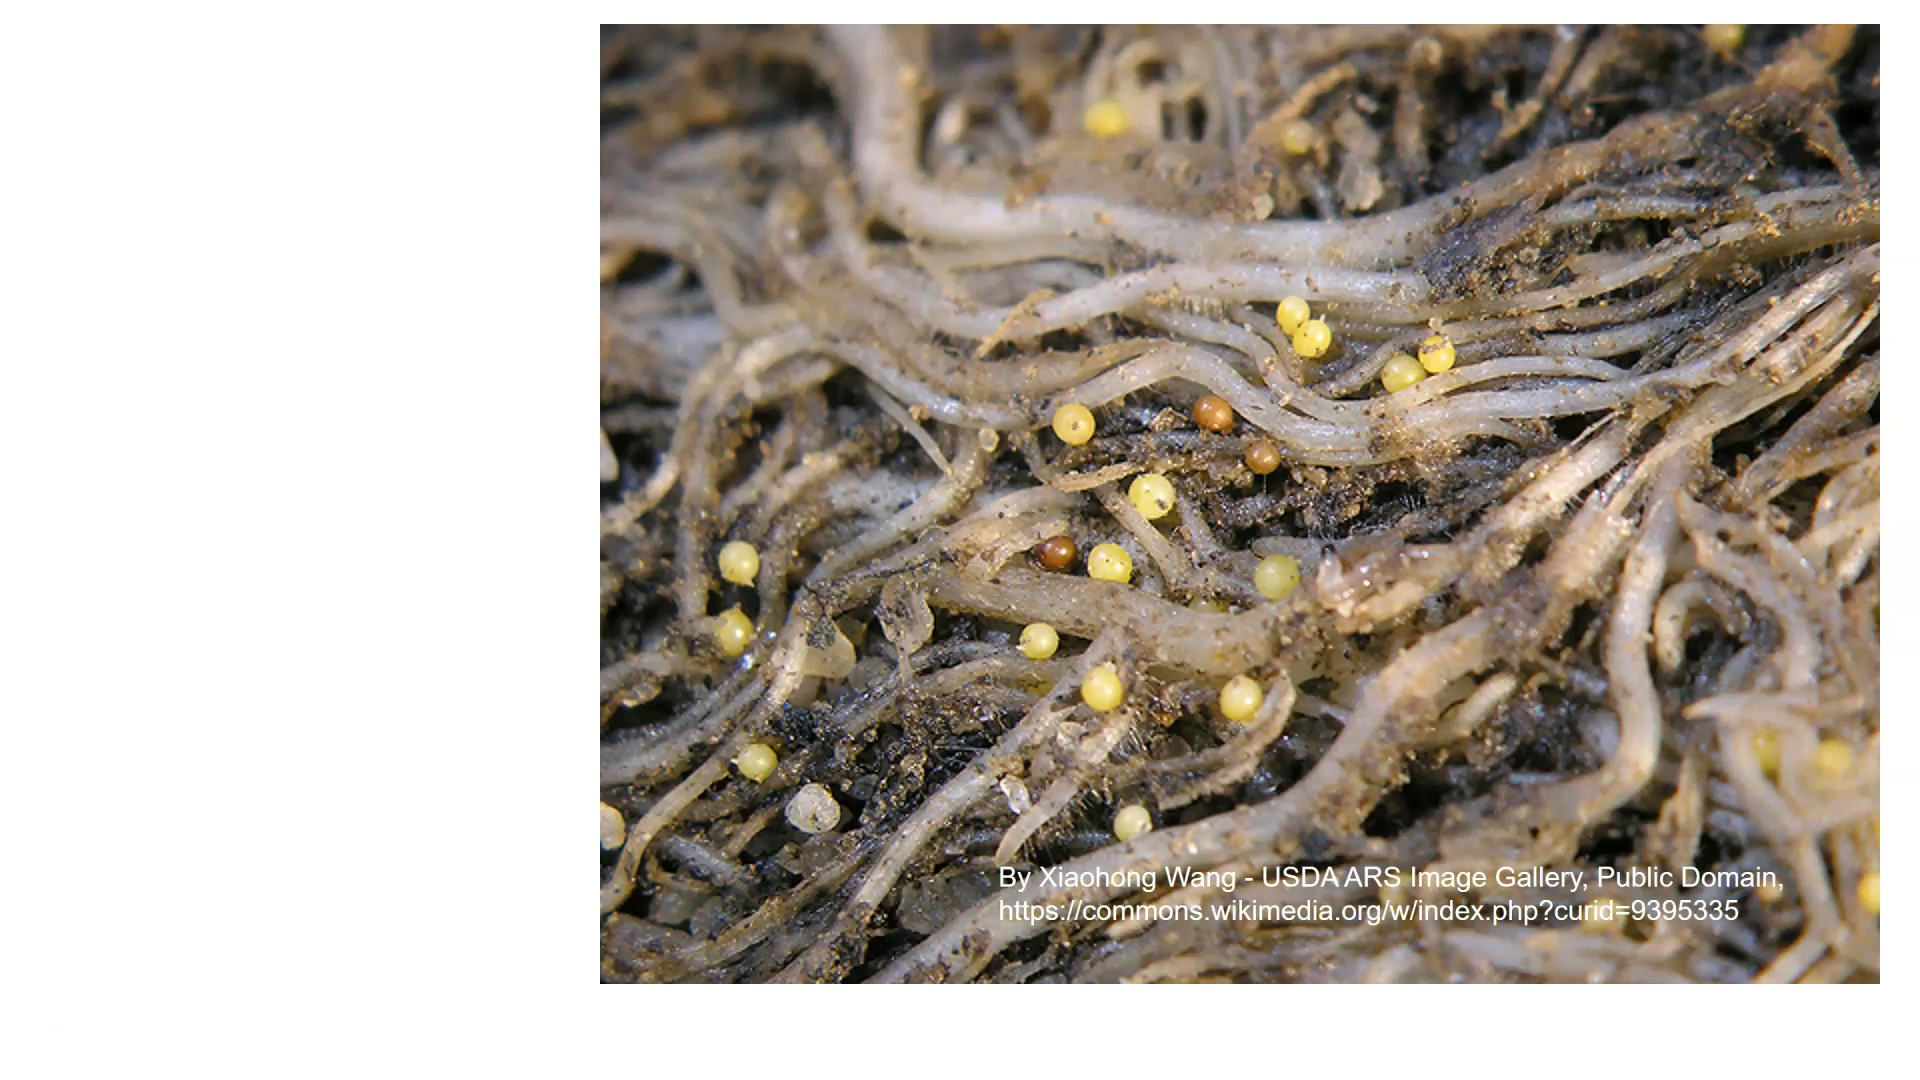 By Xiaohong Wang - USDA ARS Image Gallery, Public Domain,
https://commons.wikimedia.org/w/index.php?curid=9395335